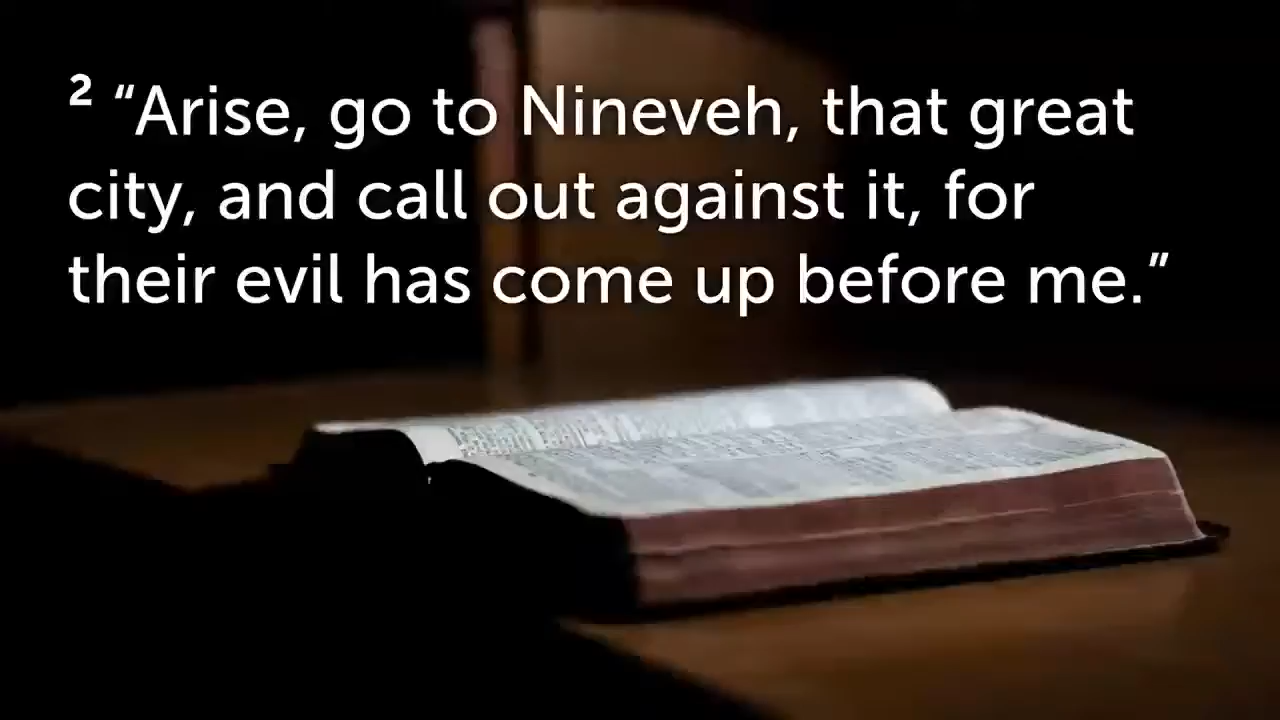 ² “Arise, go to Nineveh, that great
city, and call out against it, for
their evil has come up before me.”